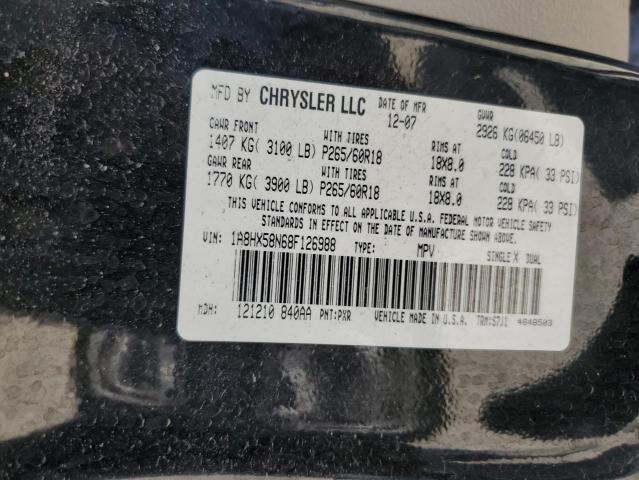 MFD BY CHRYSLER LLC DATE OF MFR GVWR
12-07 2926 KG(06450 LB)
GAWR FRONT WITH TIRES RIMS AT COLD
1407 KG( 3100 LB) P265/60R18 18X8.0 228 KPA( 33 PSI)
GAWR REAR WITH TIRES RIMS AT COLD
1770 KG( 3900 LB) P265/60R18 18X8.0 228 KPA( 33 PSI)
THIS VEHICLE CONFORMS TO ALL APPLICABLE U.S.A. FEDERAL MOTOR VEHICLE SAFETY
STANDARDS IN EFFECT ON THE DATE OF MANUFACTURE SHOWN ABOVE.
VIN: 1A8HX58N68F126988 TYPE: MPV SINGLE X DUAL
MDH: 121210 840AA PNT:PXR VEHICLE MADE IN U.S.A. TRM:S7J1 4648503